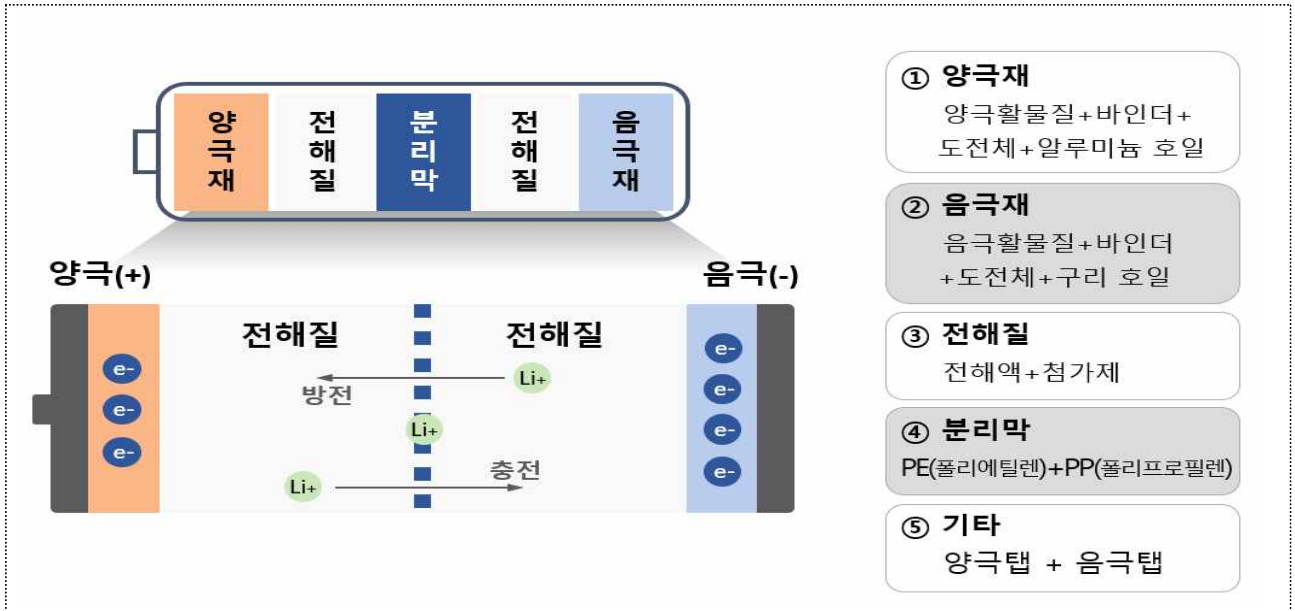 양극재
전해질
분리막
전해질
음극재
양극(+)
음극(-)
전해질
전해질
e-
e-
e-
e-
e-
e-
e-
Li+
방전
Li+
Li+
충전
① 양극재
양극활물질+바인더+
도전체+알루미늄 호일
② 음극재
음극활물질+바인더
+도전체+구리 호일
③ 전해질
전해액+첨가제
④ 분리막
PE(폴리에틸렌)+PP(폴리프로필렌)
⑤ 기타
양극탭 + 음극탭